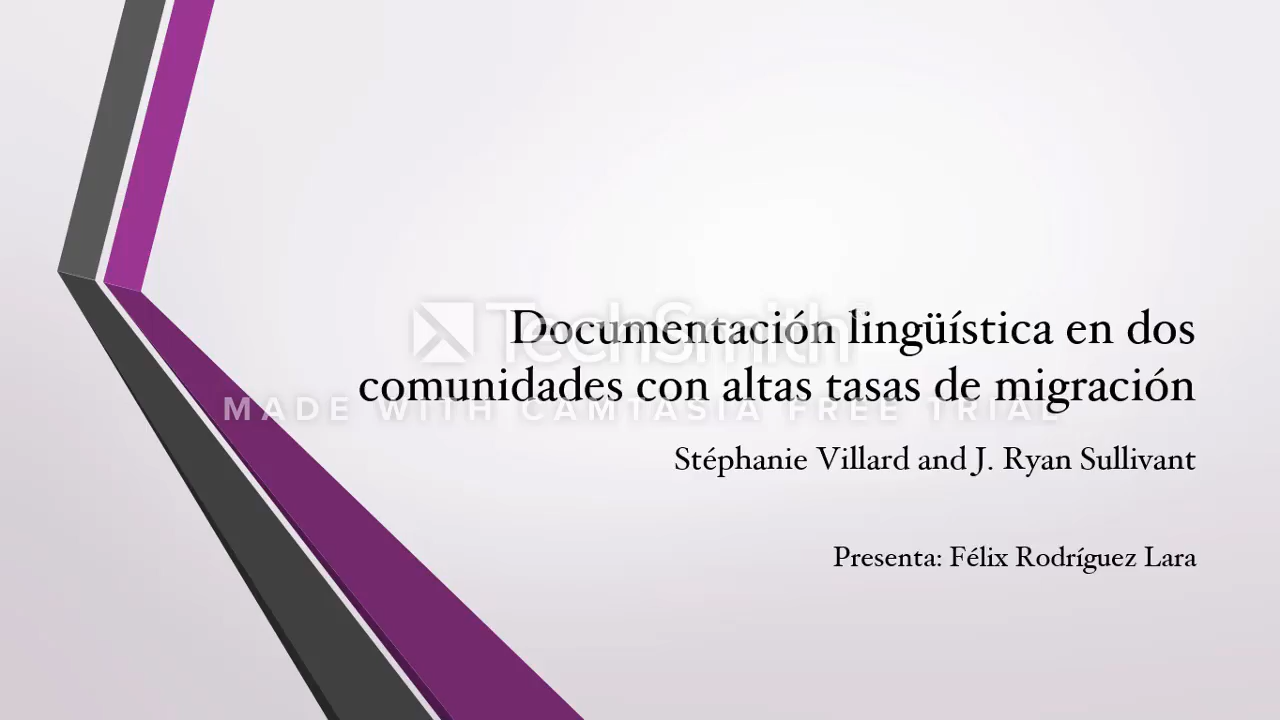 TechSmith
Documentación lingüística en dos
comunidades con altas tasas de migración
MADE WITH CAMTASIA FREE TRIAL
Stéphanie Villard and J. Ryan Sullivant
Presenta: Félix Rodríguez Lara